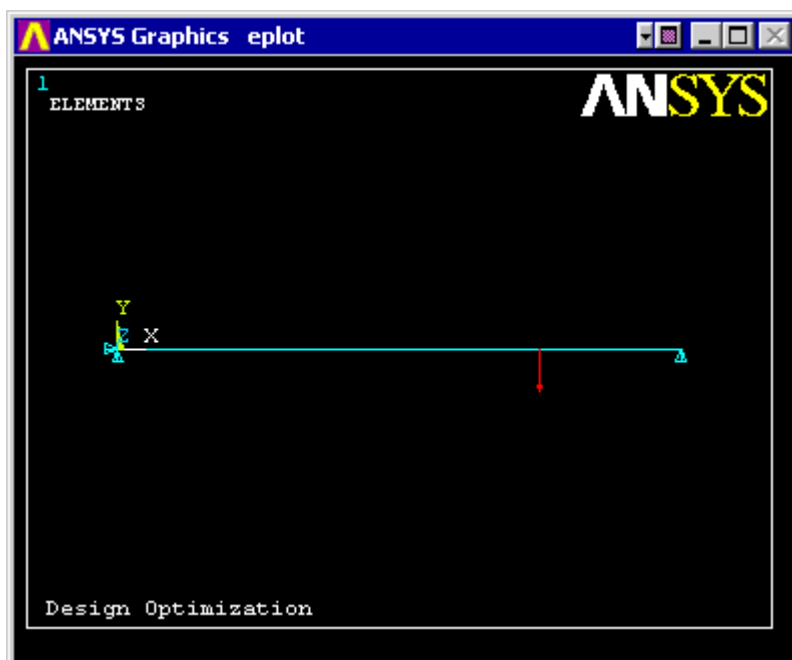 ANSYS Graphics eplot
1
ELEMENTS
ANSYS
Y
Z X
Design Optimization